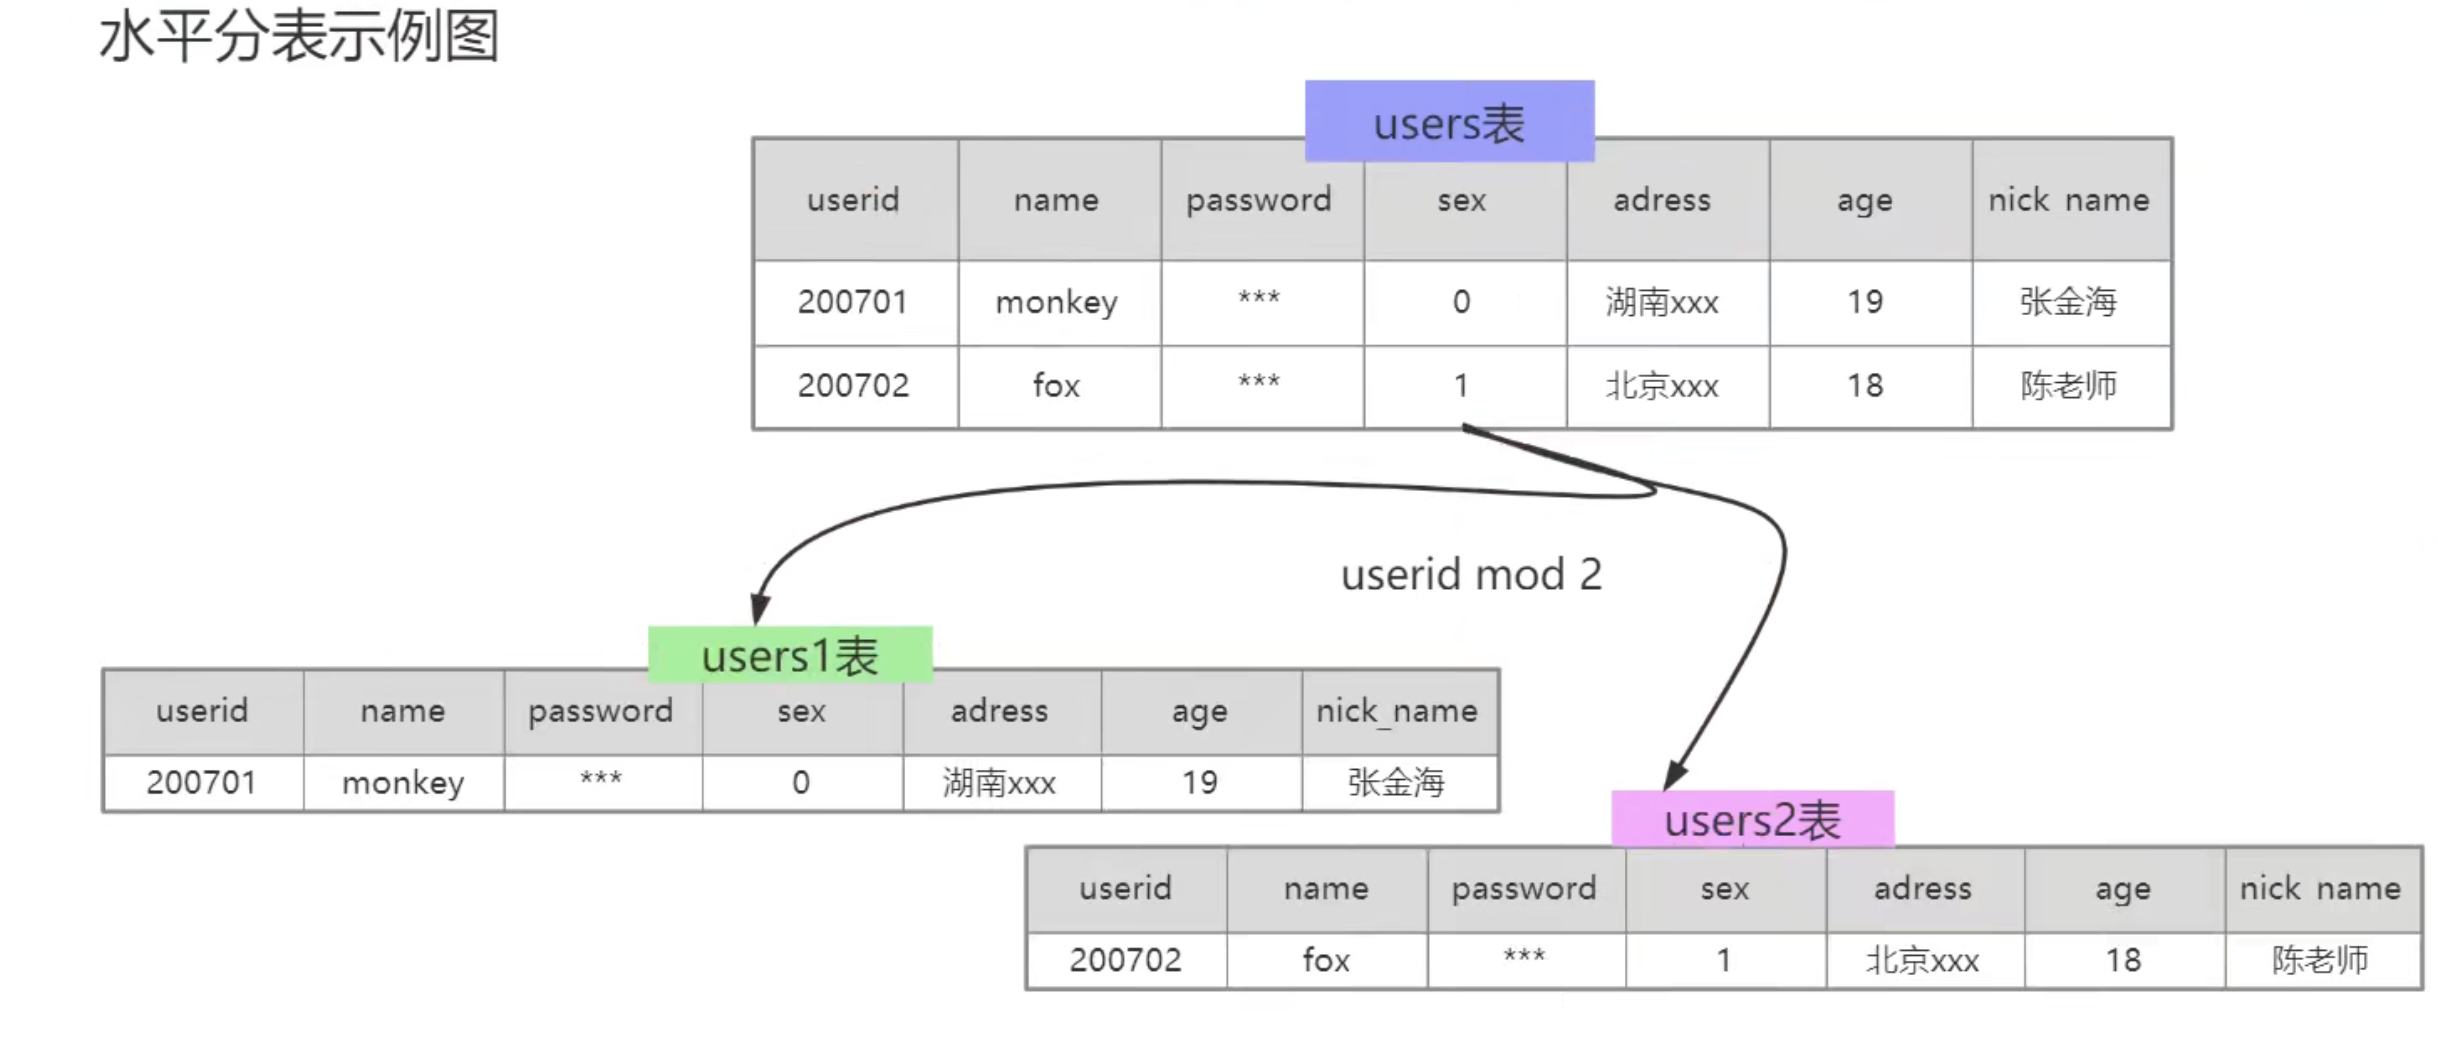 水平分表示例图
users表
userid name password sex adress age nick name
200701 monkey *** 0 湖南xxx 19 张金海
200702 fox *** 1 北京xxx 18 陈老师
userid mod 2
users1表
userid name password sex adress age nick_name
200701 monkey *** 0 湖南xxx 19 张金海
users2表
userid name password sex adress age nick name
200702 fox *** 1 北京xxx 18 陈老师